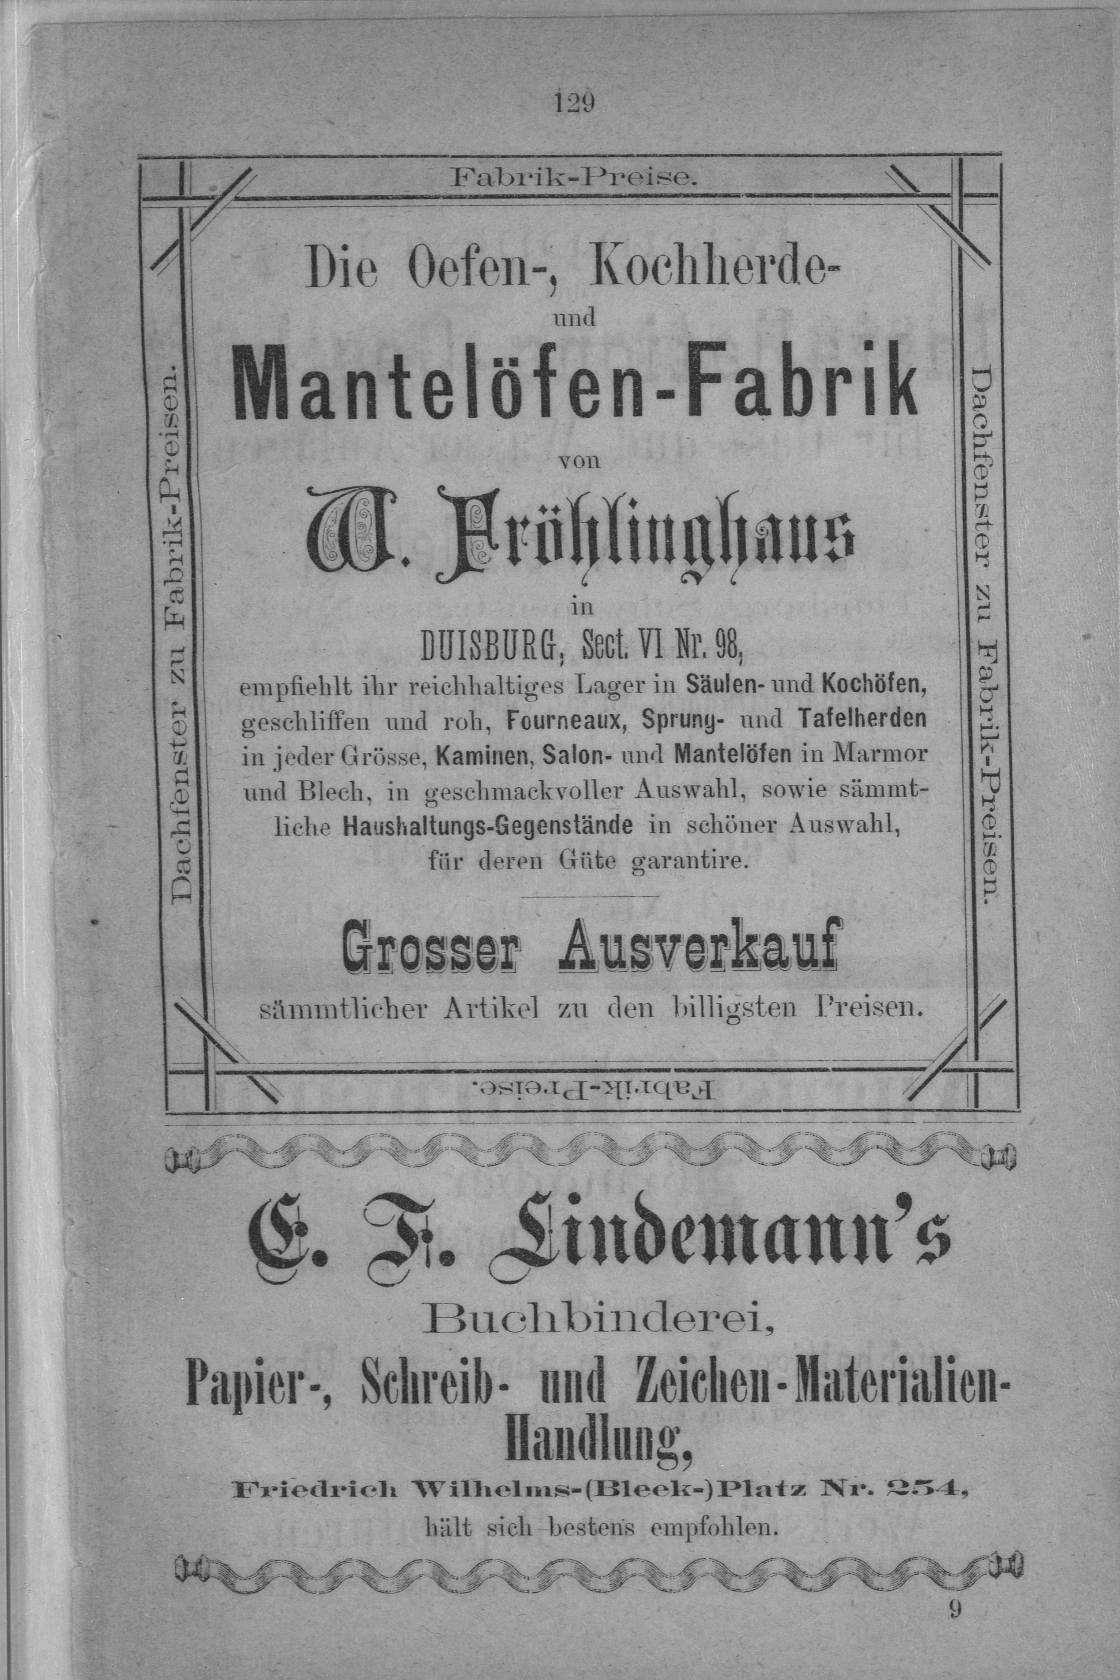 129
Fabrik-Preise.
Dachfenster zu Fabrik-Preisen.
Die Oefen-, Kochherde-
und
Mantelöfen-Fabrik
von
W. Fröhlinghaus
in
DUISBURG, Sect. VI Nr. 98,
empfiehlt ihr reichhaltiges Lager in Säulen- und Kochöfen,
geschliffen und roh, Fourneaux, Sprung- und Tafelherden
in jeder Grösse, Kaminen, Salon- und Mantelöfen in Marmor
und Blech, in geschmackvoller Auswahl, sowie sämmt-
liche Haushaltungs-Gegenstände in schöner Auswahl,
für deren Güte garantire.
Grosser Ausverkauf
sämmtlicher Artikel zu den billigsten Preisen.
Dachfenster zu Fabrik-Preisen.
Fabrik-Preise.
E. F. Lindemann's
Buchbinderei,
Papier-, Schreib- und Zeichen-Materialien-
Handlung,
Friedrich Wilhelms-(Bleek-)Platz Nr. 254,
hält sich bestens empfohlen.
9